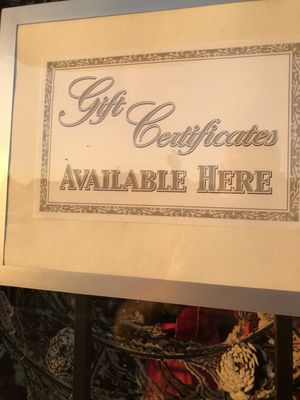 Gift
Certificates
AVAILABLE HERE